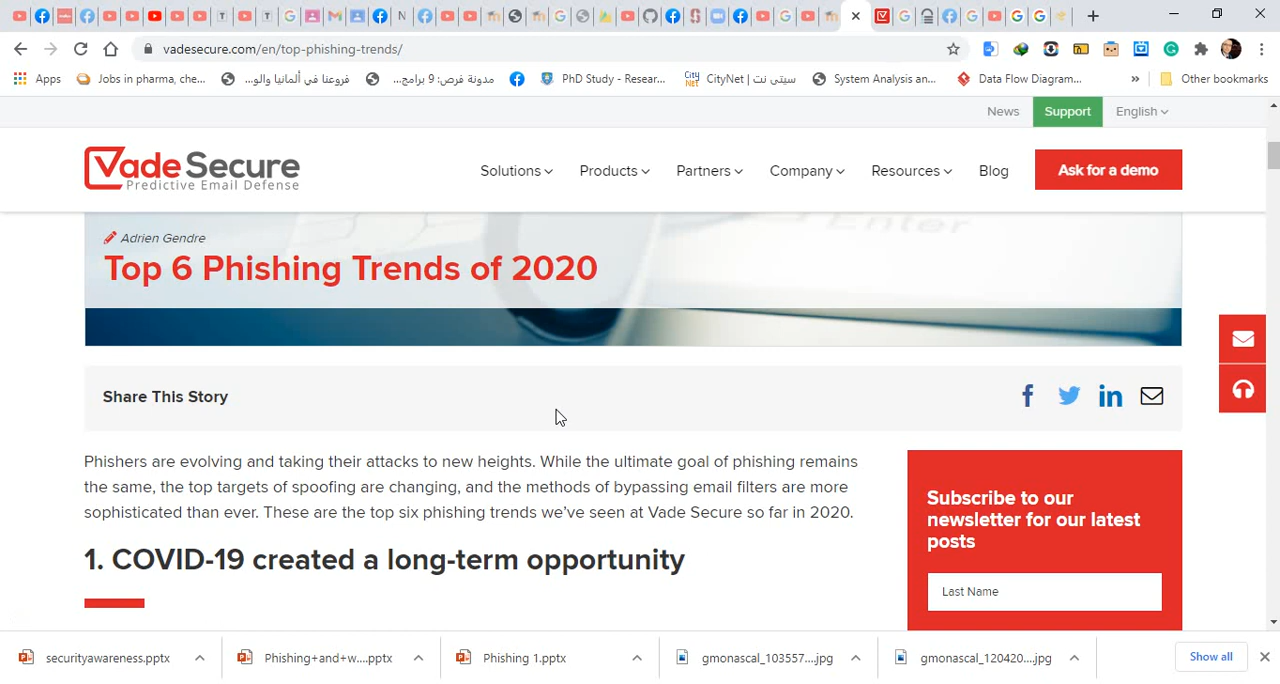 vadesecure.com/en/top-phishing-trends/
Apps
Jobs in pharma, che...
فروعنا في ألمانيا والو...
مدونة فرص: 9 برامج...
PhD Study - Resear...
City Net
CityNet | سيتي نت
System Analysis an...
Data Flow Diagram...
»
Other bookmarks
News
Support
English
Vade Secure
Predictive Email Defense
Solutions
Products
Partners
Company
Resources
Blog
Ask for a demo
Enter
Adrien Gendre
Top 6 Phishing Trends of 2020
Share This Story
Phishers are evolving and taking their attacks to new heights. While the ultimate goal of phishing remains
the same, the top targets of spoofing are changing, and the methods of bypassing email filters are more
sophisticated than ever. These are the top six phishing trends we've seen at Vade Secure so far in 2020.
1. COVID-19 created a long-term opportunity
Subscribe to our
newsletter for our latest
posts
Last Name
securityawareness.pptx
Phishing+and+w....pptx
Phishing 1.pptx
gmonascal_103557....jpg
gmonascal_120420....jpg
Show all